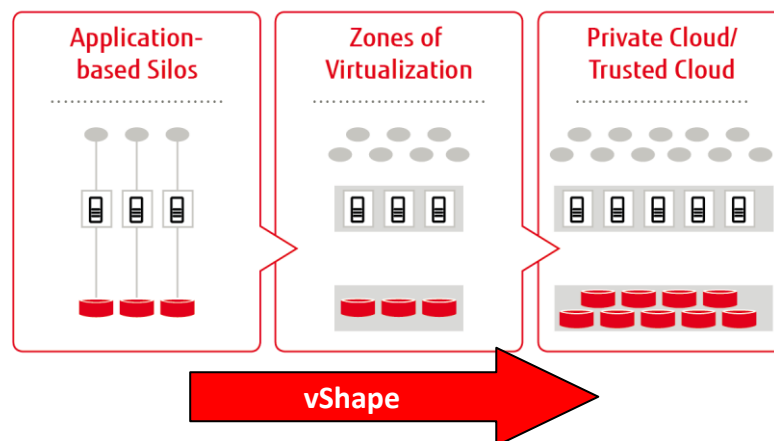 Application-
based Silos
Zones of
Virtualization
Private Cloud/
Trusted Cloud
vShape